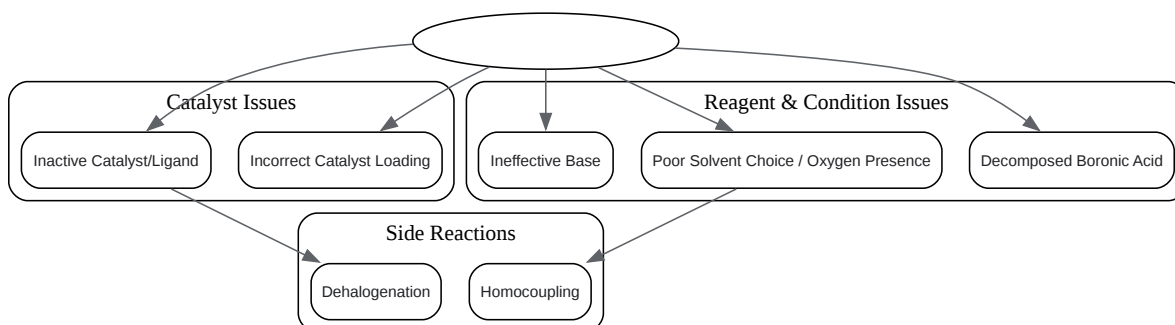 Catalyst Issues
Reagent & Condition Issues
Inactive Catalyst/Ligand
Incorrect Catalyst Loading
Ineffective Base
Poor Solvent Choice / Oxygen Presence
Decomposed Boronic Acid
Side Reactions
Dehalogenation
Homocoupling